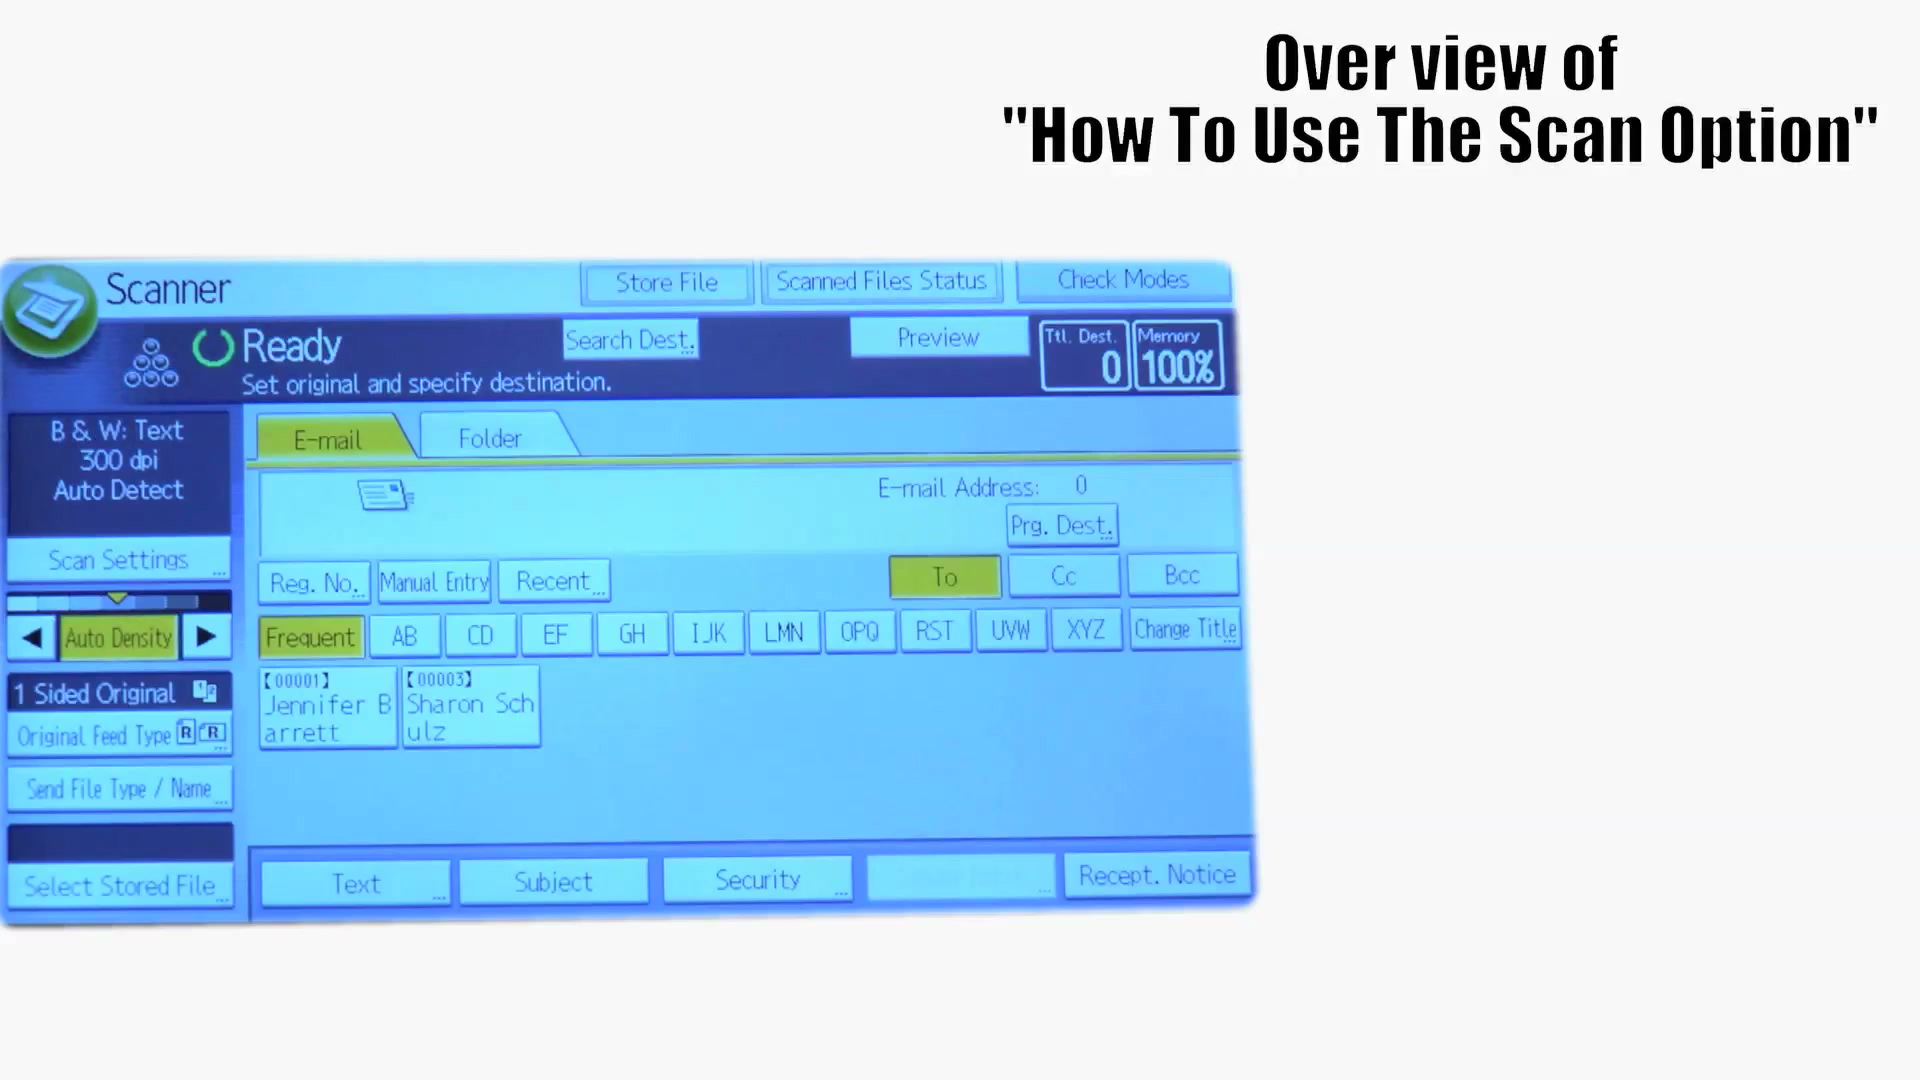 Over view of
"How To Use The Scan Option"
Scanner
Store File
Scanned Files Status
Check Modes
Ready
Search Dest.
Preview
Ttl. Dest.
0
Memory
100%
Set original and specify destination.
B & W: Text
300 dpi
Auto Detect
E-mail
Folder
E-mail Address: 0
Prg. Dest.
Scan Settings
Reg. No.
Manual Entry
Recent
To
Cc
Bcc
Auto Density
Frequent
AB
CD
EF
GH
IJK
LMN
OPQ
RST
UVW
XYZ
Change Title
1 Sided Original
【00001】
Jennifer B
arrett
【00003】
Sharon Sch
ulz
Original Feed Type R R
Send File Type / Name
Select Stored File
Text
Subject
Security
Recept. Notice